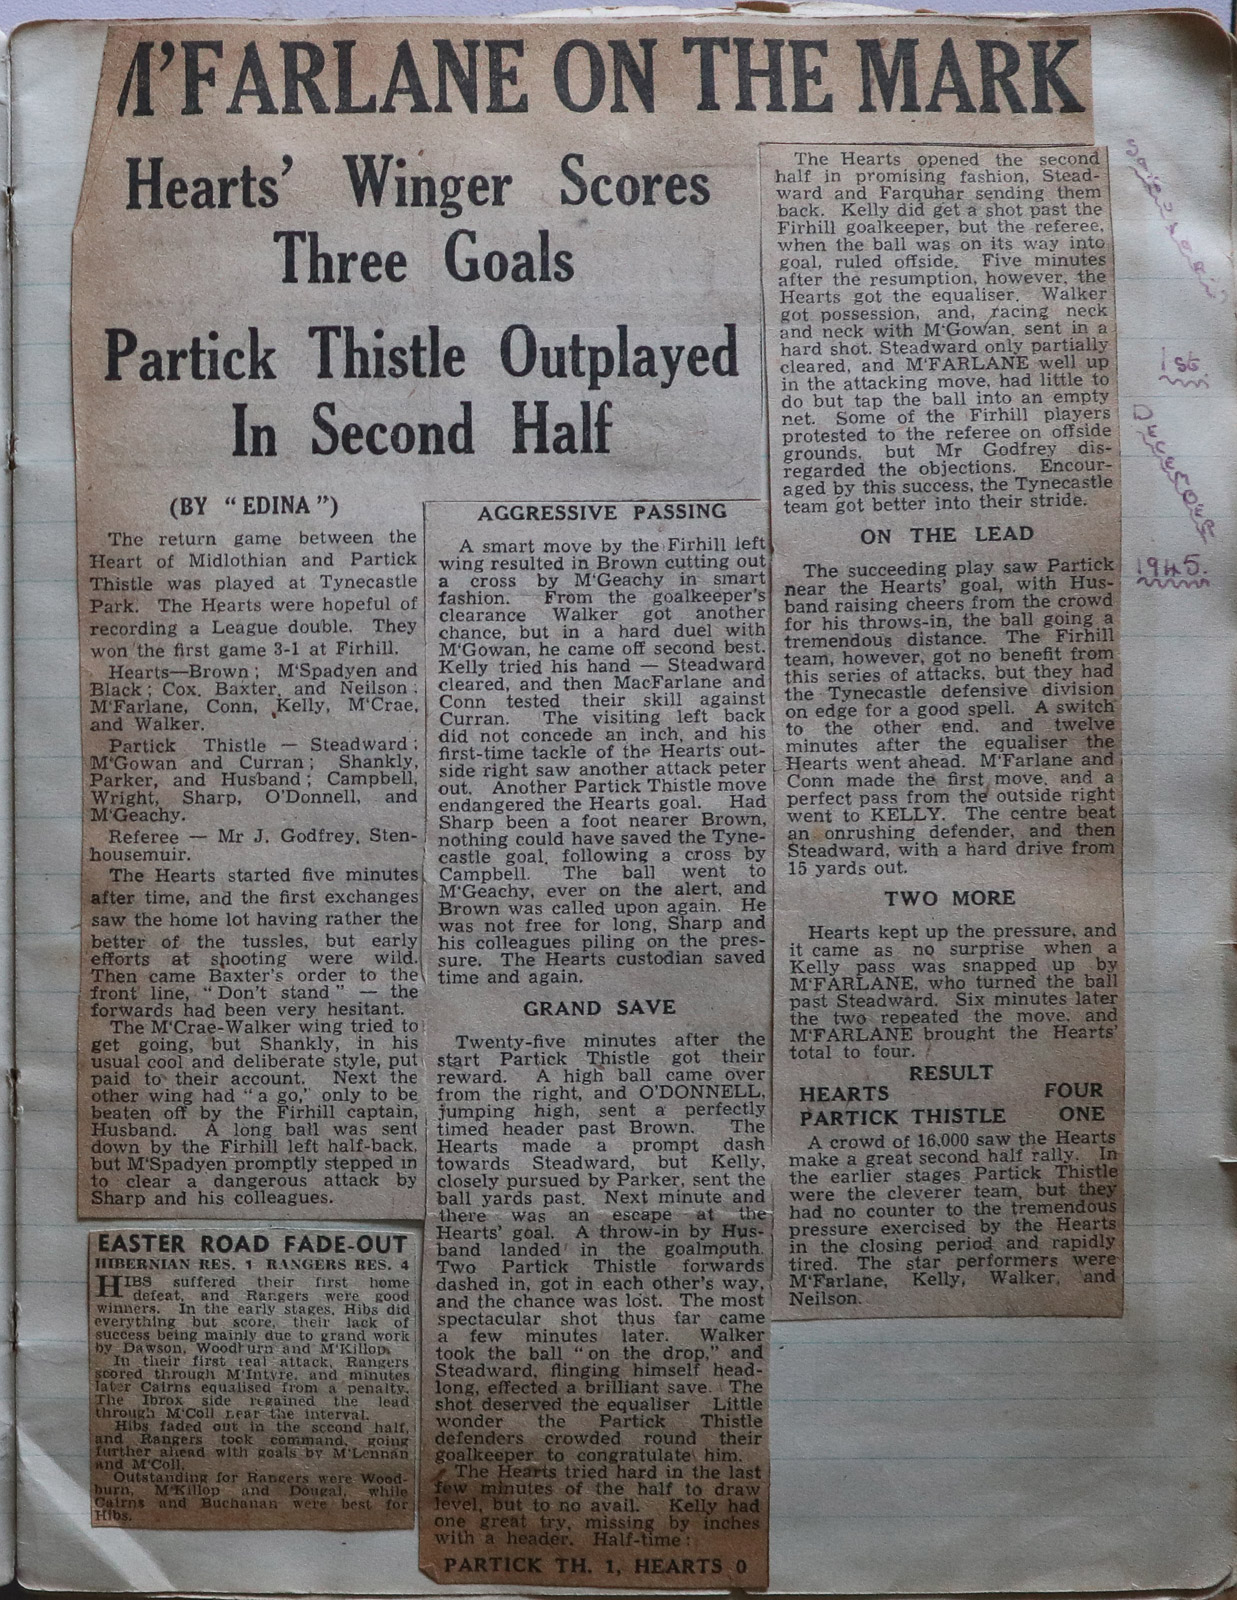 M'FARLANE ON THE MARK
Hearts' Winger Scores
Three Goals
Partick Thistle Outplayed
In Second Half
(BY "EDINA")
The return game between the
Heart of Midlothian and Partick
Thistle was played at Tynecastle
Park. The Hearts were hopeful of
recording a League double. They
won the first game 3-1 at Firhill.
Hearts—Brown; M'Spadyen and
Black; Cox, Baxter, and Neilson;
M'Farlane, Conn, Kelly, M'Crae,
and Walker.
Partick Thistle — Steadward;
M'Gowan and Curran; Shankly,
Parker, and Husband; Campbell,
Wright, Sharp, O'Donnell, and
M'Geachy.
Referee — Mr J. Godfrey, Sten-
housemuir.
The Hearts started five minutes
after time, and the first exchanges
saw the home lot having rather the
better of the tussles, but early
efforts at shooting were wild.
Then came Baxter's order to the
front line, "Don't stand" — the
forwards had been very hesitant.
The M'Crae-Walker wing tried to
get going, but Shankly, in his
usual cool and deliberate style, put
paid to their account. Next the
other wing had "a go," only to be
beaten off by the Firhill captain,
Husband. A long ball was sent
down by the Firhill left half-back,
but M'Spadyen promptly stepped in
to clear a dangerous attack by
Sharp and his colleagues.
EASTER ROAD FADE-OUT
HIBERNIAN RES. 1 RANGERS RES. 4
HIBS suffered their first home
defeat, and Rangers were good
winners. In the early stages, Hibs did
everything but score, their lack of
success being mainly due to grand work
by Dawson, Woodburn and M'Killop.
In their first real attack, Rangers
scored through M'Intyre, and minutes
later Cairns equalised from a penalty.
The Ibrox side regained the lead
through M'Coll near the interval.
Hibs faded out in the second half,
and Rangers took command, going
further ahead with goals by M'Lennan
and M'Coll.
Outstanding for Rangers were Wood-
burn, M'Killop and Dougal, while
Cairns and Buchanan were best for
Hibs.
AGGRESSIVE PASSING
A smart move by the Firhill left
wing resulted in Brown cutting out
a cross by M'Geachy in smart
fashion. From the goalkeeper's
clearance Walker got another
chance, but in a hard duel with
M'Gowan, he came off second best.
Kelly tried his hand — Steadward
cleared, and then MacFarlane and
Conn tested their skill against
Curran. The visiting left back
did not concede an inch, and his
first-time tackle of the Hearts out-
side right saw another attack peter
out. Another Partick Thistle move
endangered the Hearts goal. Had
Sharp been a foot nearer Brown,
nothing could have saved the Tyne-
castle goal, following a cross by
Campbell. The ball went to
M'Geachy, ever on the alert, and
Brown was called upon again. He
was not free for long, Sharp and
his colleagues piling on the pres-
sure. The Hearts custodian saved
time and again.
GRAND SAVE
Twenty-five minutes after the
start Partick Thistle got their
reward. A high ball came over
from the right, and O'DONNELL,
jumping high, sent a perfectly
timed header past Brown. The
Hearts made a prompt dash
towards Steadward, but Kelly,
closely pursued by Parker, sent the
ball yards past. Next minute and
there was an escape at the
Hearts' goal. A throw-in by Hus-
band landed in the goalmouth.
Two Partick Thistle forwards
dashed in, got in each other's way,
and the chance was lost. The most
spectacular shot thus far came
a few minutes later. Walker
took the ball "on the drop," and
Steadward, flinging himself head-
long, effected a brilliant save. The
shot deserved the equaliser Little
wonder the Partick Thistle
defenders crowded round their
goalkeeper to congratulate him.
The Hearts tried hard in the last
few minutes of the half to draw
level, but to no avail. Kelly had
one great try, missing by inches
with a header. Half-time:
PARTICK TH. 1, HEARTS 0
The Hearts opened the second
half in promising fashion, Stead-
ward and Farquhar sending them
back. Kelly did get a shot past the
Firhill goalkeeper, but the referee,
when the ball was on its way into
goal, ruled offside. Five minutes
after the resumption, however, the
Hearts got the equaliser. Walker
got possession, and, racing neck
and neck with M'Gowan, sent in a
hard shot. Steadward only partially
cleared, and M'FARLANE well up
in the attacking move, had little to
do but tap the ball into an empty
net. Some of the Firhill players
protested to the referee on offside
grounds, but Mr Godfrey dis-
regarded the objections. Encour-
aged by this success, the Tynecastle
team got better into their stride.
ON THE LEAD
The succeeding play saw Partick
near the Hearts' goal, with Hus-
band raising cheers from the crowd
for his throws-in, the ball going a
tremendous distance. The Firhill
team, however, got no benefit from
this series of attacks, but they had
the Tynecastle defensive division
on edge for a good spell. A switch
to the other end, and twelve
minutes after the equaliser the
Hearts went ahead. M'Farlane and
Conn made the first move, and a
perfect pass from the outside right
went to KELLY. The centre beat
an onrushing defender, and then
Steadward, with a hard drive from
15 yards out.
TWO MORE
Hearts kept up the pressure, and
it came as no surprise when a
Kelly pass was snapped up by
M'FARLANE, who turned the ball
past Steadward. Six minutes later
the two repeated the move, and
M'FARLANE brought the Hearts'
total to four.
RESULT
HEARTS FOUR
PARTICK THISTLE ONE
A crowd of 16,000 saw the Hearts
make a great second half rally. In
the earlier stages Partick Thistle
were the cleverer team, but they
had no counter to the tremendous
pressure exercised by the Hearts
in the closing period and rapidly
tired. The star performers were
M'Farlane, Kelly, Walker, and
Neilson.
1st.
December
1945.